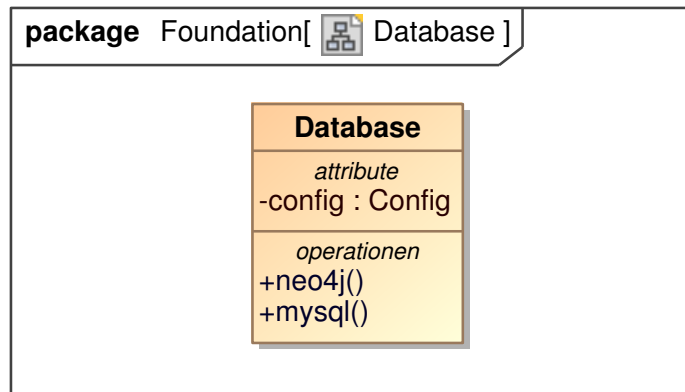 package Foundation[ Database ]
Database
attribute
-config : Config
operationen
+neo4j()
+mysql()